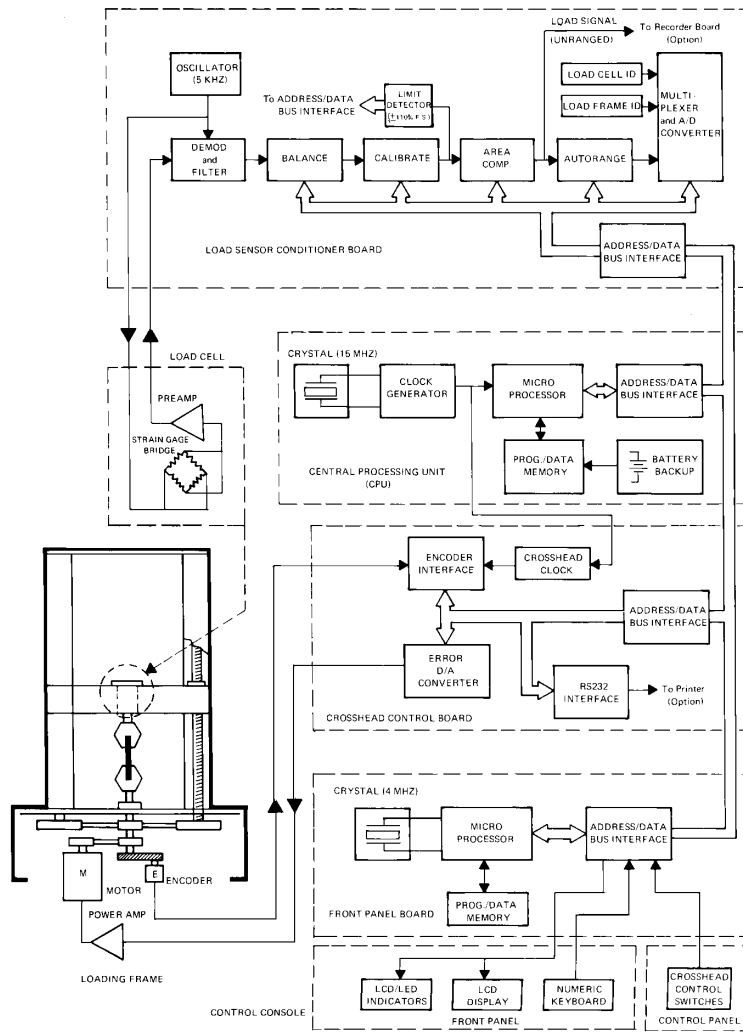 LOAD SIGNAL
(UNRANGED)
To Recorder Board
(Option)
OSCILLATOR
(5 KHZ)
LOAD CELL ID
LOAD FRAME ID
MULTI-
PLEXER
and A/D
CONVERTER
To ADDRESS/DATA
BUS INTERFACE
LIMIT
DETECTOR
(±110% F.S.)
DEMOD
and
FILTER
BALANCE
CALIBRATE
AREA
COMP.
AUTORANGE
LOAD SENSOR CONDITIONER BOARD
ADDRESS/DATA
BUS INTERFACE
LOAD CELL
PREAMP
STRAIN GAGE
BRIDGE
CRYSTAL (15 MHZ)
CLOCK
GENERATOR
MICRO
PROCESSOR
ADDRESS/DATA
BUS INTERFACE
PROG./DATA
MEMORY
BATTERY
BACKUP
CENTRAL PROCESSING UNIT
(CPU)
ENCODER
INTERFACE
CROSSHEAD
CLOCK
ADDRESS/DATA
BUS INTERFACE
ERROR
D/A
CONVERTER
RS232
INTERFACE
To Printer
(Option)
CROSSHEAD CONTROL BOARD
CRYSTAL (4 MHZ)
MICRO
PROCESSOR
ADDRESS/DATA
BUS INTERFACE
PROG./DATA
MEMORY
FRONT PANEL BOARD
M
MOTOR
E
ENCODER
POWER AMP
LOADING FRAME
LCD/LED
INDICATORS
LCD
DISPLAY
NUMERIC
KEYBOARD
CROSSHEAD
CONTROL
SWITCHES
CONTROL CONSOLE
FRONT PANEL
CONTROL PANEL